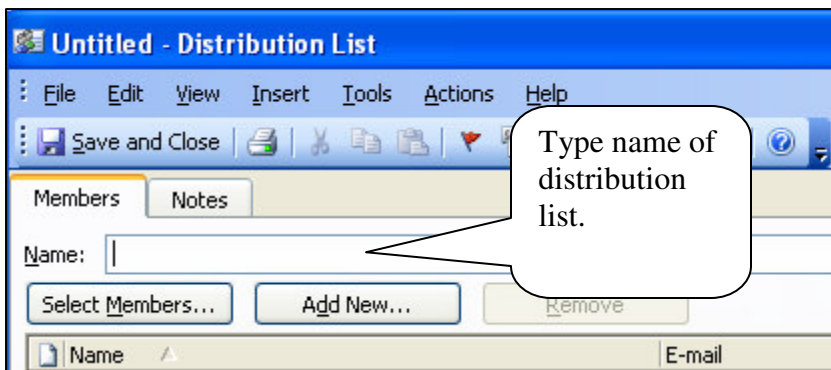 Untitled - Distribution List
File Edit View Insert Tools Actions Help
Save and Close
Type name of
distribution
list.
Members Notes
Name:
Select Members... Add New... Remove
Name E-mail